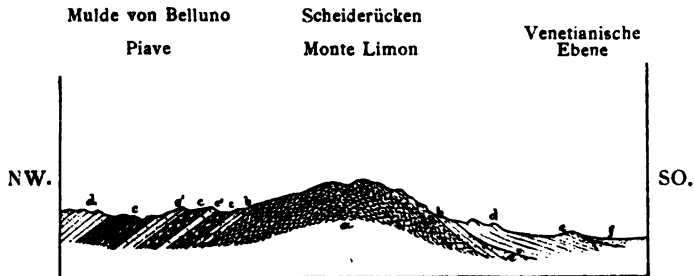 Mulde von Belluno
Piave
Scheiderücken
Monte Limon
Venetianische
Ebene
NW.
SO.
d
c
c
b
a
b
d
e
f